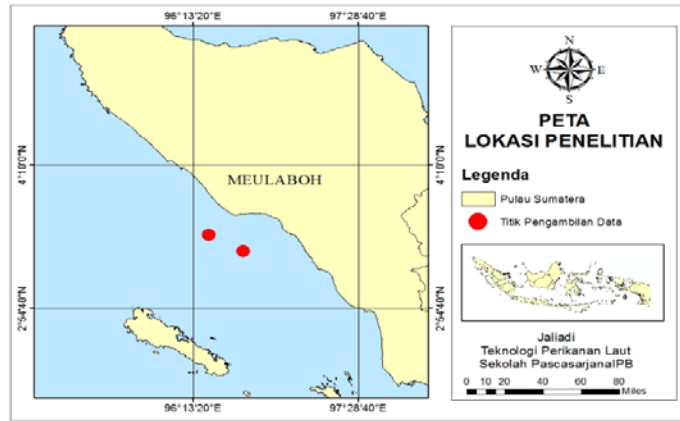 96°13'20"E
97°28'40"E
4°10'0"N
4°10'0"N
MEULABOH
2°54'40"N
2°54'40"N
96°13'20"E
97°28'40"E
N
W
E
S
PETA
LOKASI PENELITIAN
Legenda
Pulau Sumatera
Titik Pengambilan Data
Jaliadi
Teknologi Perikanan Laut
Sekolah PascasarjanaIPB
0 10 20 40 60 80
Miles